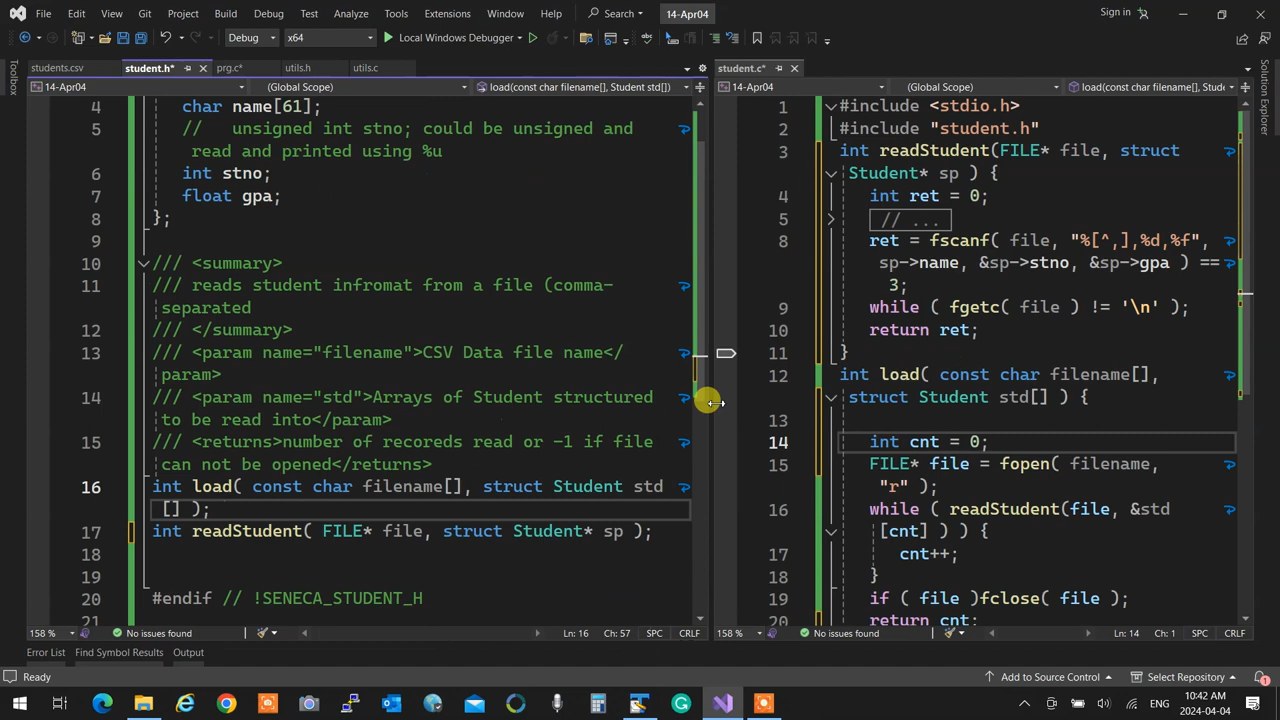 File Edit View Git Project Build Debug Test Analyze Tools Extensions Window Help Search 14-Apr04 Sign in
Debug x64 Local Windows Debugger
students.csv student.h* prg.c* utils.h utils.c student.c*
14-Apr04 (Global Scope) load(const char filename[], Student std[]) 14-Apr04 (Global Scope) load(const char filename[], Stude
Toolbox
Solution Explorer
4 char name[61];
5 // unsigned int stno; could be unsigned and
read and printed using %u
6 int stno;
7 float gpa;
8 };
9
10 /// <summary>
11 /// reads student infromat from a file (comma-
separated
12 /// </summary>
13 /// <param name="filename">CSV Data file name</
param>
14 /// <param name="std">Arrays of Student structured
to be read into</param>
15 /// <returns>number of recoreds read or -1 if file
can not be opened</returns>
16 int load( const char filename[], struct Student std
[] );
17 int readStudent( FILE* file, struct Student* sp );
18
19
20 #endif // !SENECA_STUDENT_H
21
1 #include <stdio.h>
2 #include "student.h"
3 int readStudent(FILE* file, struct
Student* sp ) {
4 int ret = 0;
5 // ...
8 ret = fscanf( file, "%[^,],%d,%f",
sp->name, &sp->stno, &sp->gpa ) ==
3;
9 while ( fgetc( file ) != '\n' );
10 return ret;
11 }
12 int load( const char filename[],
struct Student std[] ) {
13
14 int cnt = 0;
15 FILE* file = fopen( filename,
"r" );
16 while ( readStudent(file, &std
[cnt] ) ) {
17 cnt++;
18 }
19 if ( file )fclose( file );
20 return cnt;
158 % No issues found Ln: 16 Ch: 57 SPC CRLF 158 % No issues found Ln: 14 Ch: 1 SPC CRLF
Error List Find Symbol Results Output
Ready Add to Source Control Select Repository 1
ENG 10:42 AM
2024-04-04